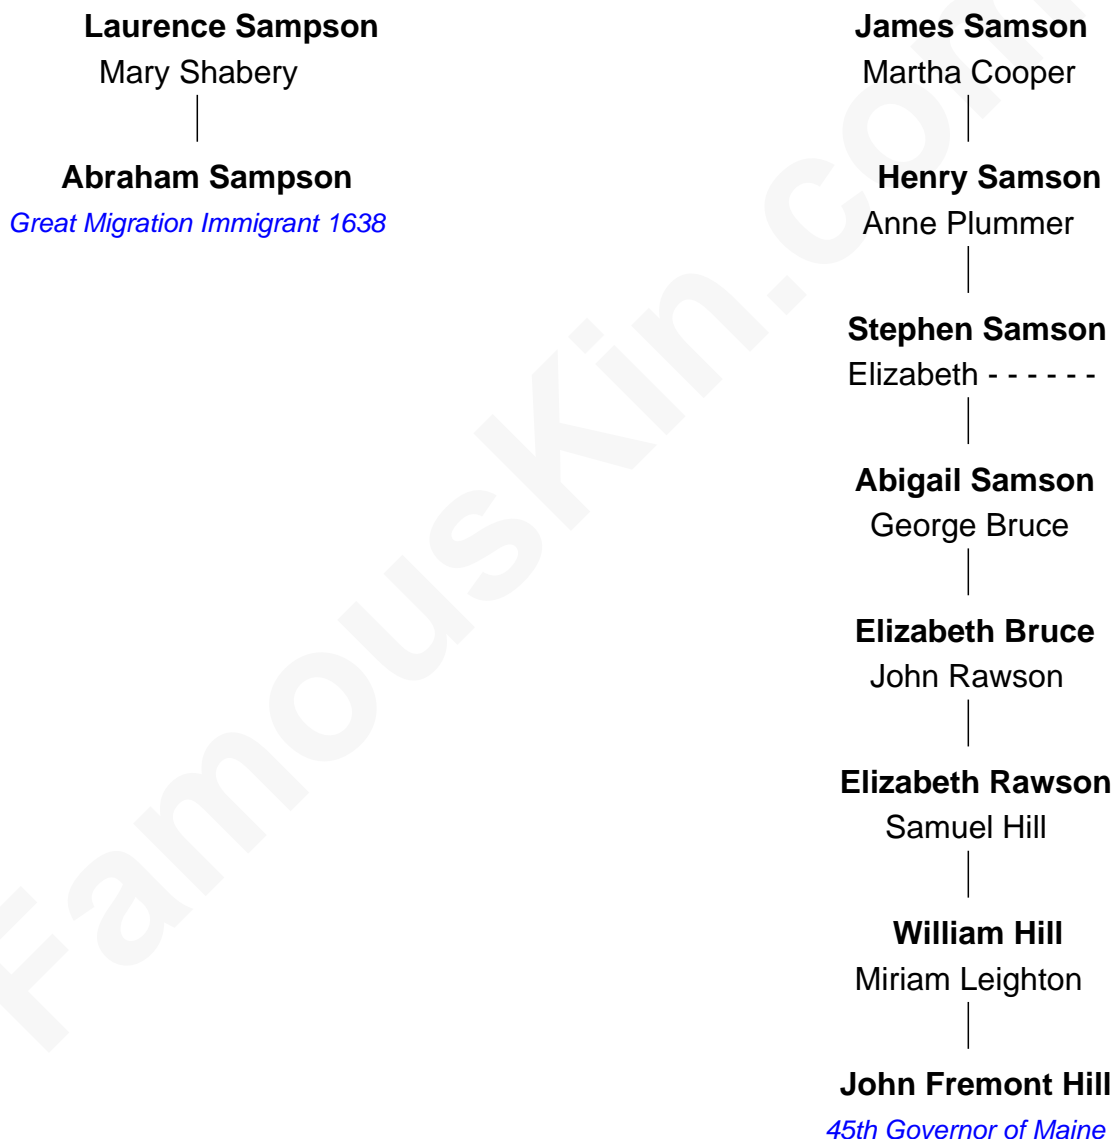 Laurence Sampson
Mary Shabery
Abraham Sampson
Great Migration Immigrant 1638
James Samson
Martha Cooper
Henry Samson
Anne Plummer
Stephen Samson
Elizabeth - - - - - -
Abigail Samson
George Bruce
Elizabeth Bruce
John Rawson
Elizabeth Rawson
Samuel Hill
William Hill
Miriam Leighton
John Fremont Hill
45th Governor of Maine
FamousKin.com